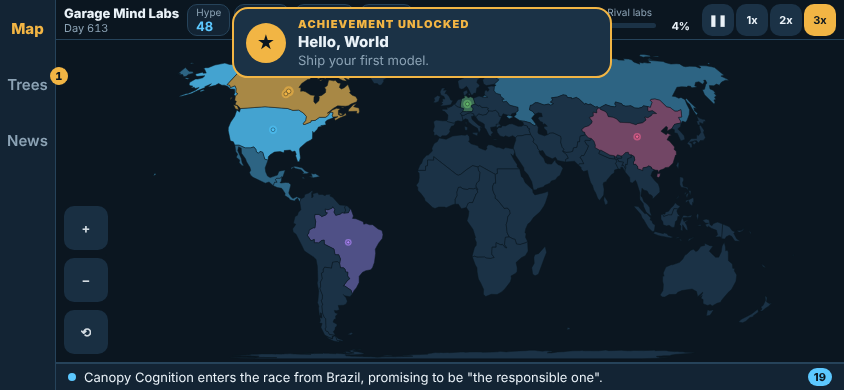 Map
Trees
1
News
Garage Mind Labs
Day 613
Hype
48
ACHIEVEMENT UNLOCKED
Hello, World
Ship your first model.
Rival labs
4%
1x
2x
3x
+
−
Canopy Cognition enters the race from Brazil, promising to be "the responsible one".
19